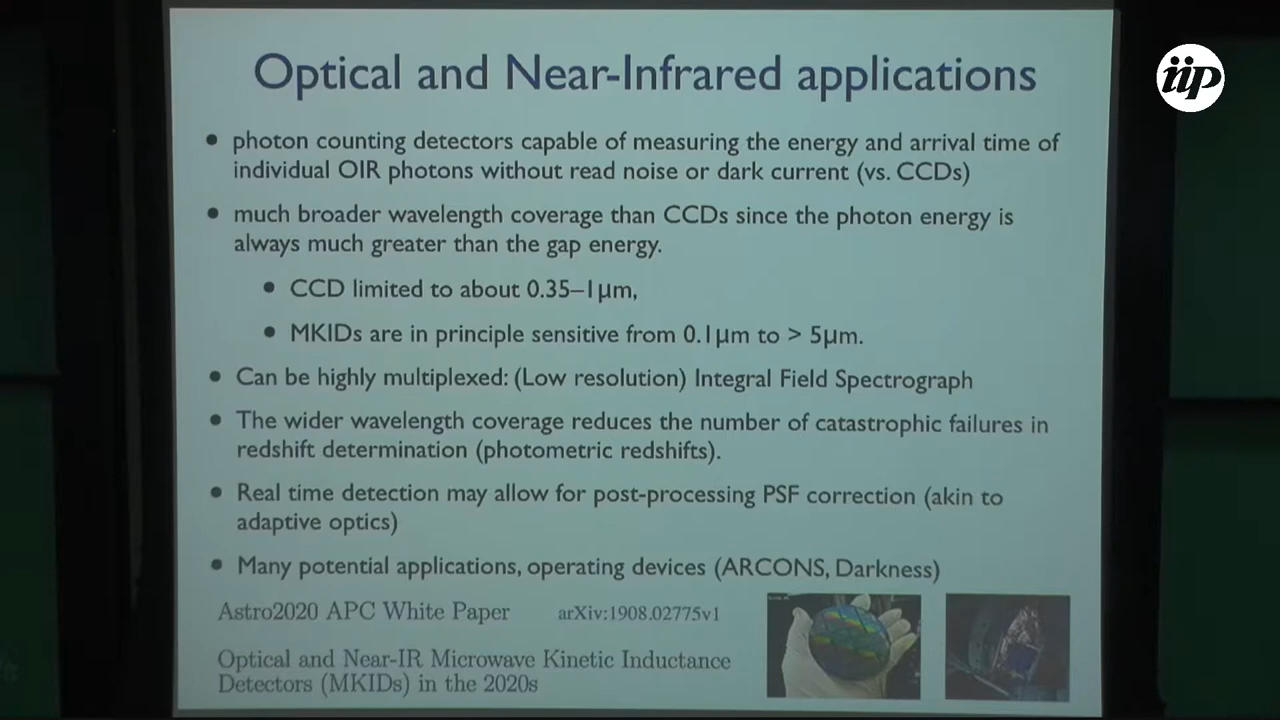 Optical and Near-Infrared applications
iip
• photon counting detectors capable of measuring the energy and arrival time of
individual OIR photons without read noise or dark current (vs. CCDs)
• much broader wavelength coverage than CCDs since the photon energy is
always much greater than the gap energy.
• CCD limited to about 0.35–1μm,
• MKIDs are in principle sensitive from 0.1μm to > 5μm.
• Can be highly multiplexed: (Low resolution) Integral Field Spectrograph
• The wider wavelength coverage reduces the number of catastrophic failures in
redshift determination (photometric redshifts).
• Real time detection may allow for post-processing PSF correction (akin to
adaptive optics)
• Many potential applications, operating devices (ARCONS, Darkness)
Astro2020 APC White Paper arXiv:1908.02775v1
Optical and Near-IR Microwave Kinetic Inductance
Detectors (MKIDs) in the 2020s